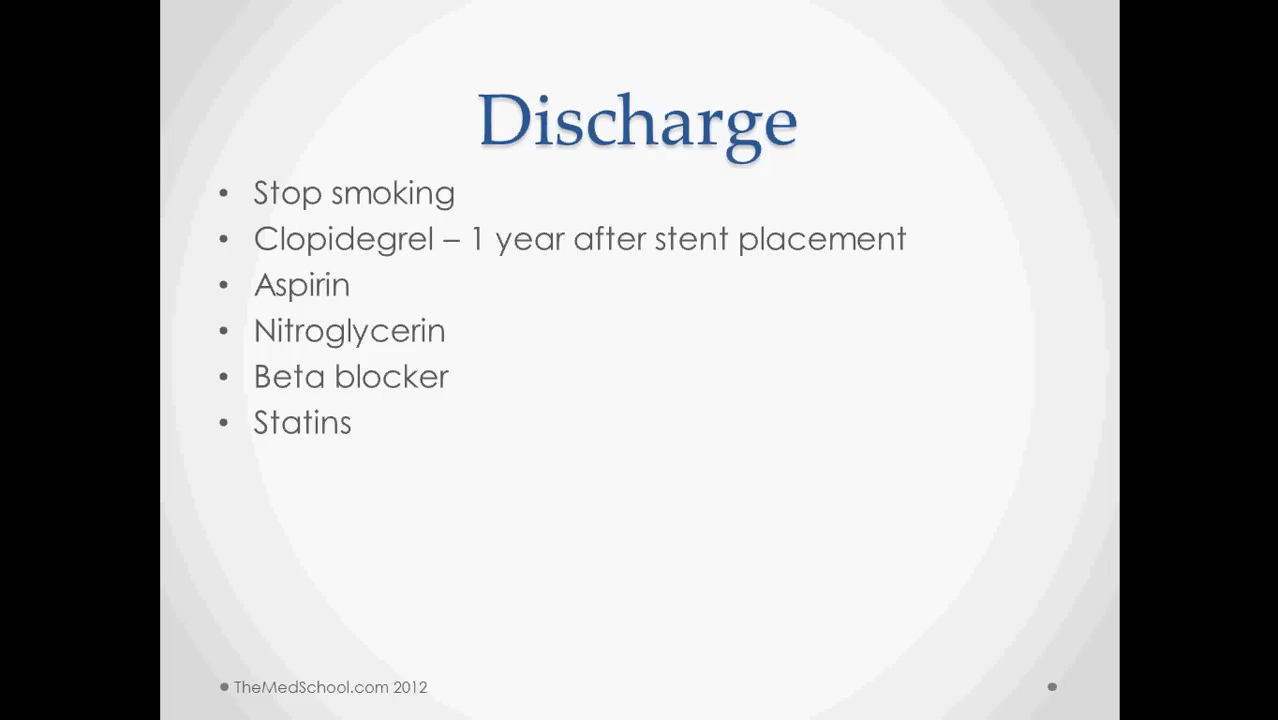 Discharge
• Stop smoking
• Clopidegrel – 1 year after stent placement
• Aspirin
• Nitroglycerin
• Beta blocker
• Statins
TheMedSchool.com 2012